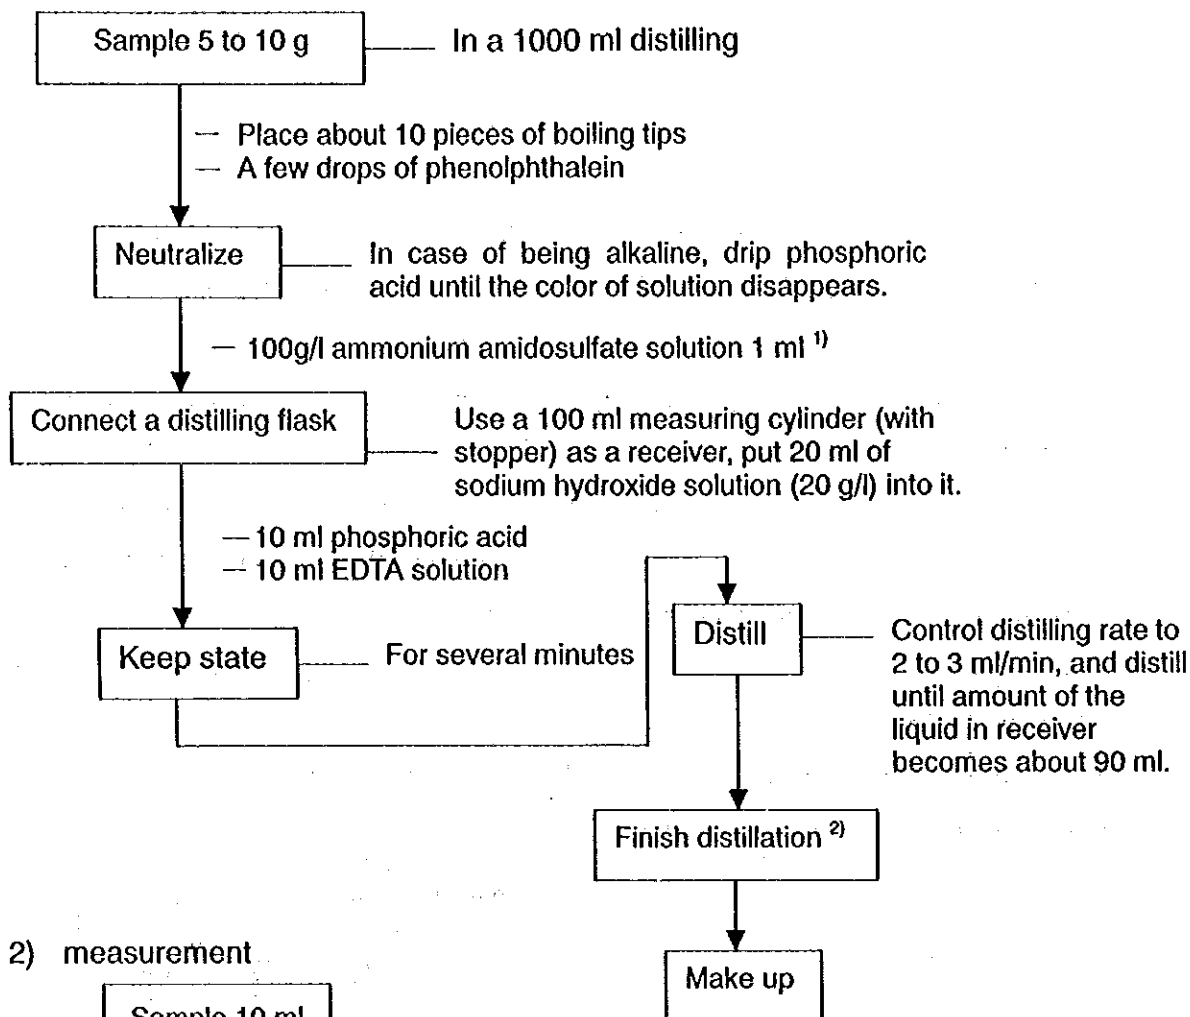 Sample 5 to 10 g
In a 1000 ml distilling
— Place about 10 pieces of boiling tips
— A few drops of phenolphthalein
Neutralize
In case of being alkaline, drip phosphoric
acid until the color of solution disappears.
— 100g/l ammonium amidosulfate solution 1 ml 1)
Connect a distilling flask
Use a 100 ml measuring cylinder (with
stopper) as a receiver, put 20 ml of
sodium hydroxide solution (20 g/l) into it.
— 10 ml phosphoric acid
— 10 ml EDTA solution
Keep state
For several minutes
Distill
Control distilling rate to
2 to 3 ml/min, and distill
until amount of the
liquid in receiver
becomes about 90 ml.
Finish distillation 2)
Make up
2) measurement
Sample 10 ml